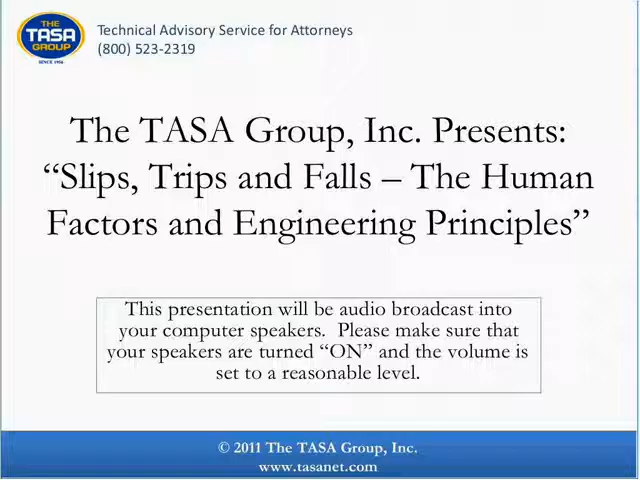 THE
TASA
GROUP
SINCE 1956
Technical Advisory Service for Attorneys
(800) 523-2319
The TASA Group, Inc. Presents:
“Slips, Trips and Falls – The Human
Factors and Engineering Principles”
This presentation will be audio broadcast into
your computer speakers.  Please make sure that
your speakers are turned “ON” and the volume is
set to a reasonable level.
© 2011 The TASA Group, Inc.
www.tasanet.com